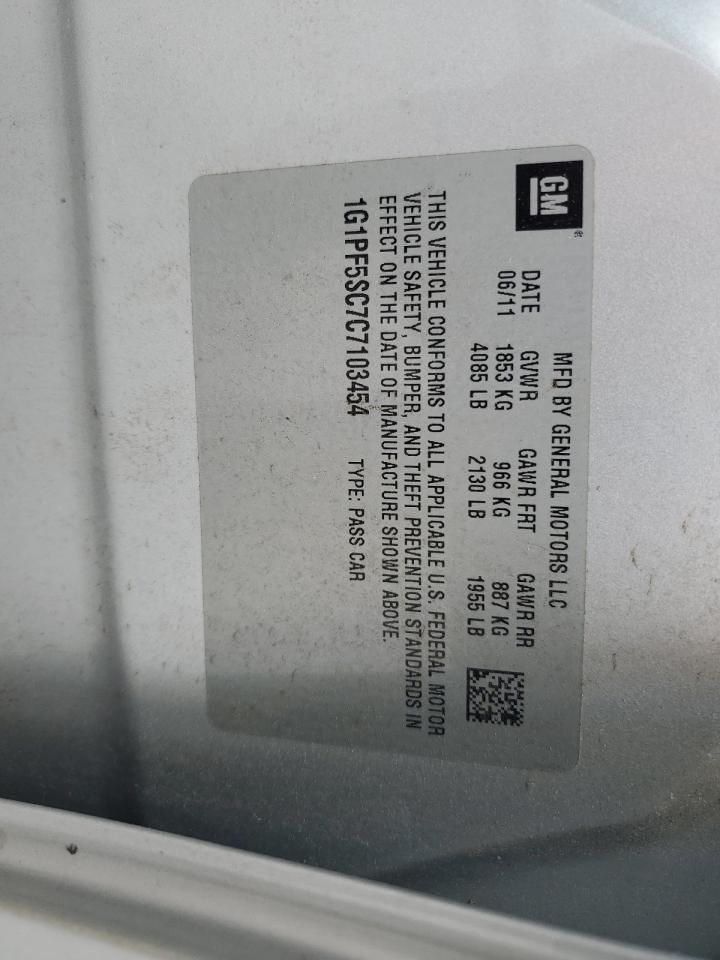 GM®
MFD BY GENERAL MOTORS LLC
DATE GVWR GAWR FRT GAWR RR
06/11 1853 KG 966 KG 887 KG
4085 LB 2130 LB 1955 LB
THIS VEHICLE CONFORMS TO ALL APPLICABLE U.S. FEDERAL MOTOR
VEHICLE SAFETY, BUMPER, AND THEFT PREVENTION STANDARDS IN
EFFECT ON THE DATE OF MANUFACTURE SHOWN ABOVE.
1G1PF5SC7C7103454 TYPE: PASS CAR